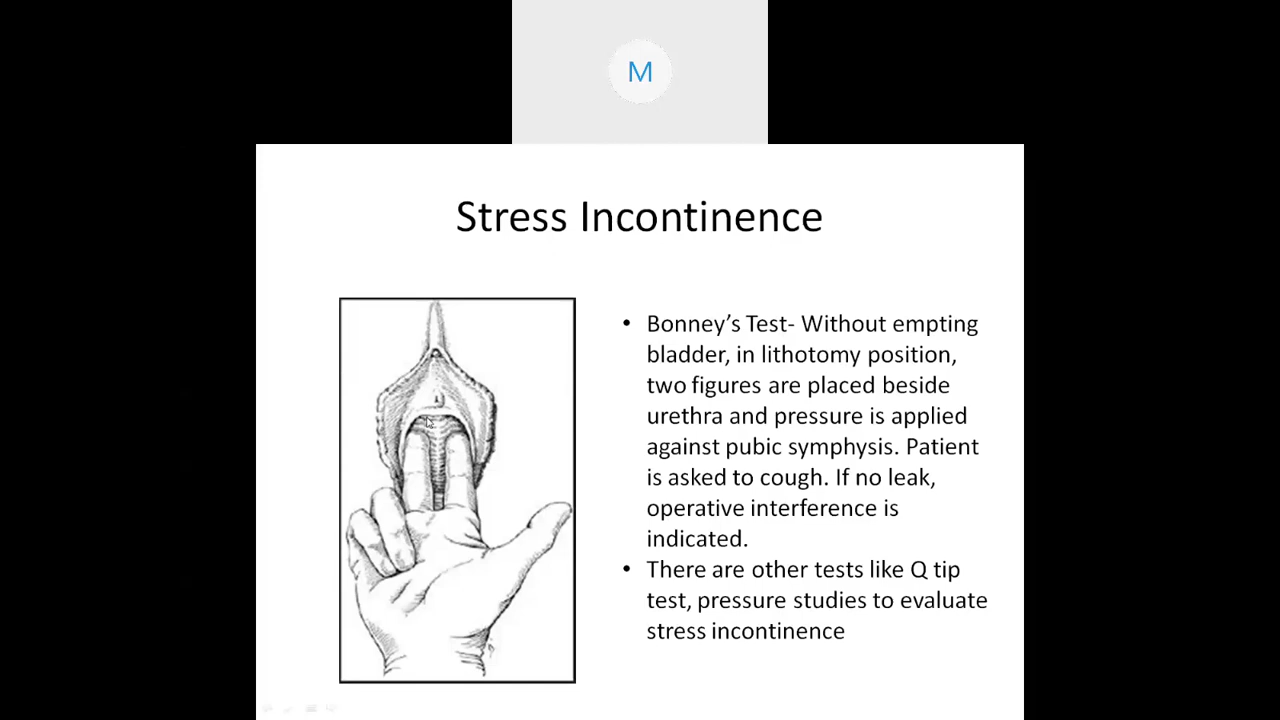 M
Stress Incontinence
• Bonney’s Test- Without empting
bladder, in lithotomy position,
two figures are placed beside
urethra and pressure is applied
against pubic symphysis. Patient
is asked to cough. If no leak,
operative interference is
indicated.
• There are other tests like Q tip
test, pressure studies to evaluate
stress incontinence